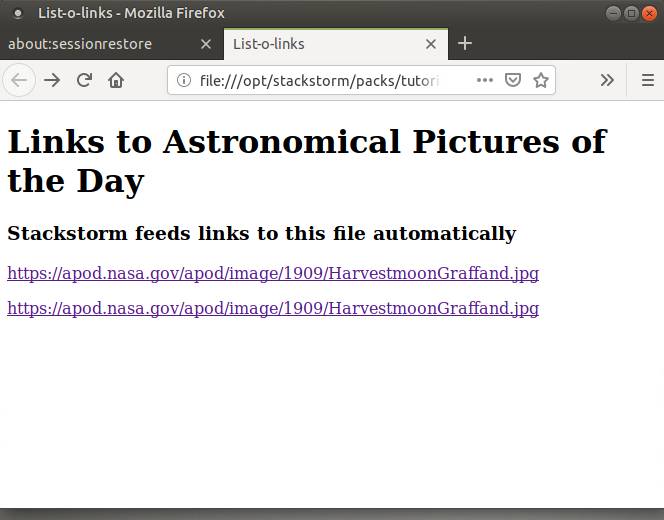 List-o-links - Mozilla Firefox
about:sessionrestore
List-o-links
file:///opt/stackstorm/packs/tutori
Links to Astronomical Pictures of
the Day
Stackstorm feeds links to this file automatically
https://apod.nasa.gov/apod/image/1909/HarvestmoonGraffand.jpg
https://apod.nasa.gov/apod/image/1909/HarvestmoonGraffand.jpg